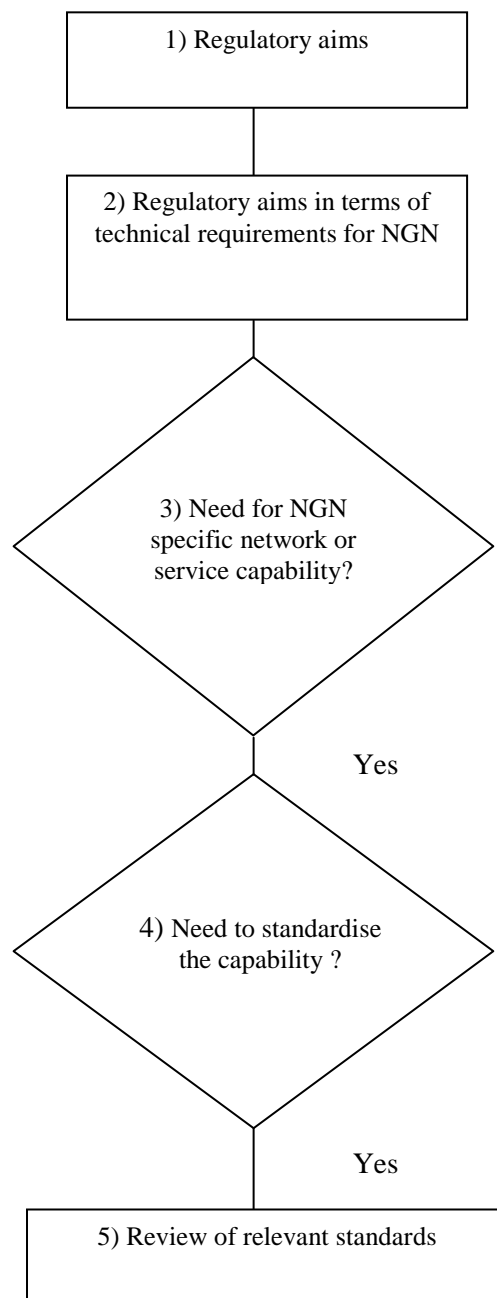 1) Regulatory aims
2) Regulatory aims in terms of
technical requirements for NGN
3) Need for NGN
specific network or
service capability?
Yes
4) Need to standardise
the capability ?
Yes
5) Review of relevant standards